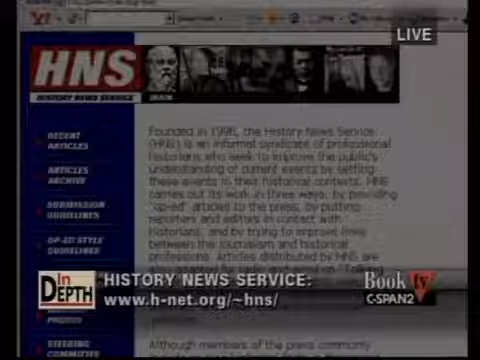 LIVE
HNS
HISTORY NEWS SERVICE
MAIN
RECENT
ARTICLES
ARTICLES
ARCHIVE
SUBMISSION
GUIDELINES
OP-ED STYLE
GUIDELINES
STEERING
COMMITTEE
Founded in 1996, the History News Service
(HNS) is an informal syndicate of professional
historians who seek to improve the public's
understanding of current events by setting
these events in their historical contexts. HNS
carries out its work in three ways: by providing
"op-ed" articles to the press, by putting
reporters and editors in contact with
historians, and by trying to improve links
between the journalism and historical
professions. Articles distributed by HNS are
In
DEPTH
HISTORY NEWS SERVICE:
www.h-net.org/~hns/
Book tv
C-SPAN2
Although members of the press commonly